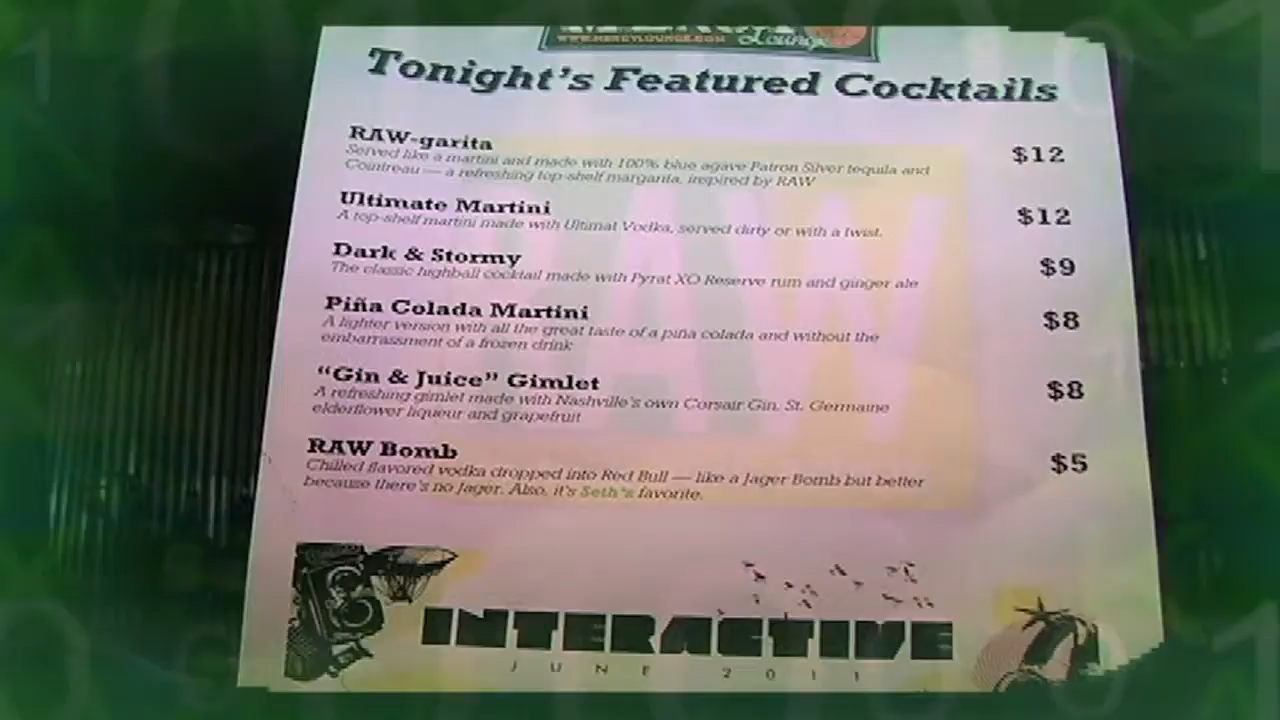 WWW.MERCYLOUNGE.COM Lounge
Tonight's Featured Cocktails
RAW-garita $12
Served like a martini and made with 100% blue agave Patron Silver tequila and
Cointreau — a refreshing top-shelf margarita, inspired by RAW
Ultimate Martini $12
A top-shelf martini made with Ultimat Vodka, served dirty or with a twist.
Dark & Stormy $9
The classic highball cocktail made with Pyrat XO Reserve rum and ginger ale
Piña Colada Martini $8
A lighter version with all the great taste of a piña colada and without the
embarrassment of a frozen drink
"Gin & Juice" Gimlet $8
A refreshing gimlet made with Nashville's own Corsair Gin, St. Germaine
elderflower liqueur and grapefruit
RAW Bomb $5
Chilled flavored vodka dropped into Red Bull — like a Jager Bomb but better
because there's no Jager. Also, it's Seth's favorite.
RAW
INTERACTIVE
JUNE 2011